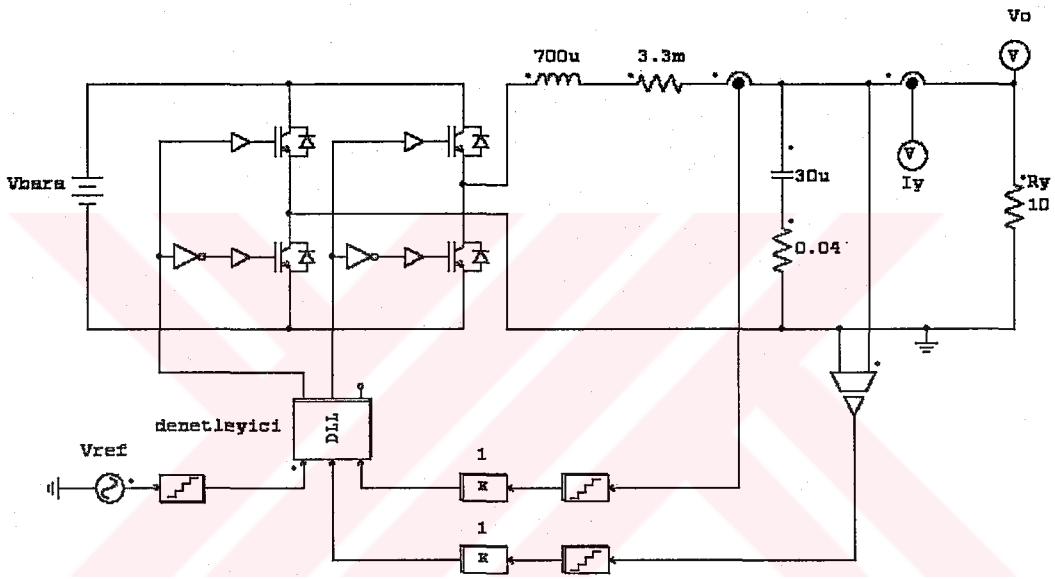 Vo
700u
3.3m
Vbara
V
V
Iy
30u
Ry
10
0.04
denetleyici
DLL
Vref
1
K
1
K